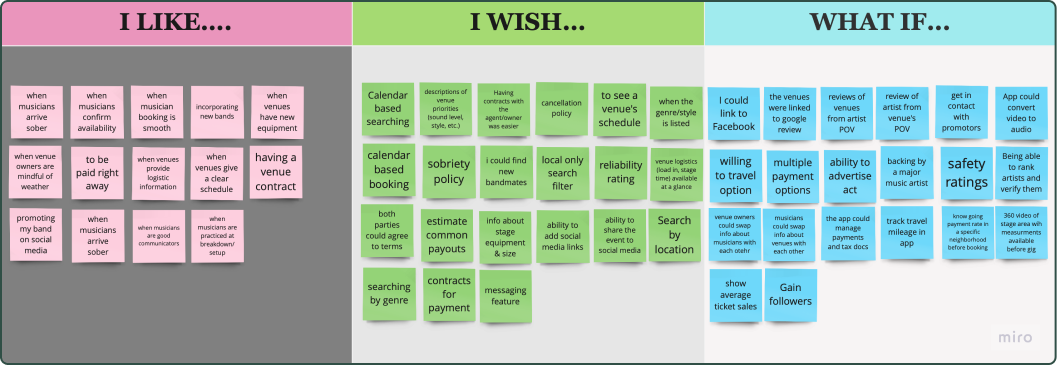 I LIKE....
I WISH...
WHAT IF...
when
musicians
arrive
sober
when
musicians
confirm
availability
when
musician
booking is
smooth
incorporating
new bands
when
venues
have new
equipment
when venue
owners are
mindful of
weather
to be
paid right
away
when venues
provide
logistic
information
when
venues give
a clear
schedule
having a
venue
contract
promoting
my band
on social
media
when
musicians
arrive
sober
when musicians
are good
communicators
when
musicians are
practiced at
breakdown/
setup
Calendar
based
searching
descriptions of
venue
priorities
(sound level,
style, etc.)
Having
contracts with
the
agent/owner
was easier
cancellation
policy
to see a
venue's
schedule
when the
genre/style
is listed
calendar
based
booking
sobriety
policy
i could find
new
bandmates
local only
search
filter
reliability
rating
venue logistics
(load in, stage
time) available
at a glance
both
parties
could agree
to terms
estimate
common
payouts
info about
stage
equipment
& size
ability to
add social
media links
ability to
share the
event to
social media
Search
by
location
searching
by genre
contracts
for
payment
messaging
feature
I could
link to
Facebook
the venues
were linked
to google
review
reviews of
venues
from artist
POV
review of
artist from
venue's
POV
get in
contact
with
promotors
App could
convert
video to
audio
willing
to travel
option
multiple
payment
options
ability to
advertise
act
backing by
a major
music artist
safety
ratings
Being able
to rank
artists and
verify them
venue owners
could swap
info about
musicians with
each otehr
musicians
could swap
info about
venues with
each other
the app could
manage
payments
and tax docs
track travel
mileage in
app
know going
payment rate in
a specific
neighborhood
before booking
360 video of
stage area w/h
measurments
available
before gig
show
average
ticket sales
Gain
followers
miro